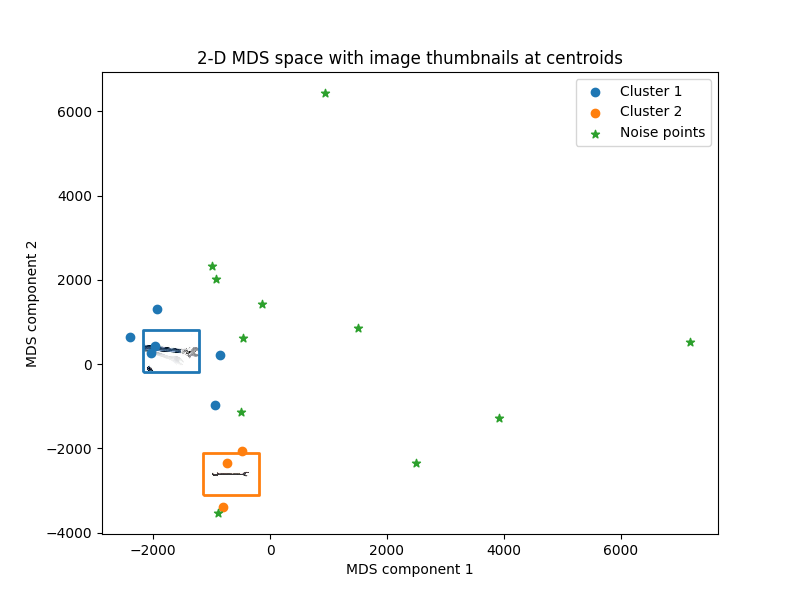 2-D MDS space with image thumbnails at centroids
Cluster 1
Cluster 2
Noise points
6000
4000
2000
0
−2000
−4000
MDS component 2
−2000 0 2000 4000 6000
MDS component 1